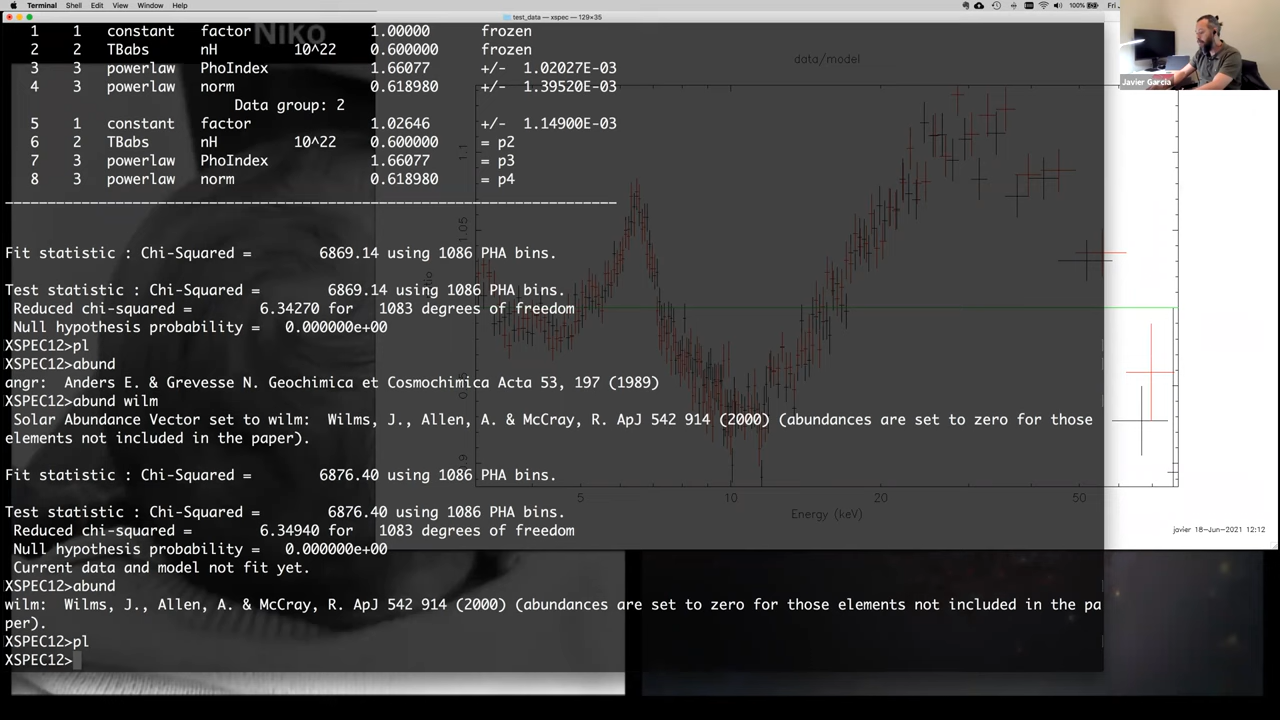 Terminal Shell Edit View Window Help
100%
Fri
test_data — xspec — 129×35
Niko
1 1 constant factor 1.00000 frozen
2 2 TBabs nH 10^22 0.600000 frozen
3 3 powerlaw PhoIndex 1.66077 +/- 1.02027E-03
4 3 powerlaw norm 0.618980 +/- 1.39520E-03
Data group: 2
5 1 constant factor 1.02646 +/- 1.14900E-03
6 2 TBabs nH 10^22 0.600000 = p2
7 3 powerlaw PhoIndex 1.66077 = p3
8 3 powerlaw norm 0.618980 = p4
Fit statistic : Chi-Squared = 6869.14 using 1086 PHA bins.
Test statistic : Chi-Squared = 6869.14 using 1086 PHA bins.
Reduced chi-squared = 6.34270 for 1083 degrees of freedom
Null hypothesis probability = 0.000000e+00
XSPEC12>pl
XSPEC12>abund
angr: Anders E. & Grevesse N. Geochimica et Cosmochimica Acta 53, 197 (1989)
XSPEC12>abund wilm
Solar Abundance Vector set to wilm: Wilms, J., Allen, A. & McCray, R. ApJ 542 914 (2000) (abundances are set to zero for those
elements not included in the paper).
Fit statistic : Chi-Squared = 6876.40 using 1086 PHA bins.
Test statistic : Chi-Squared = 6876.40 using 1086 PHA bins.
Reduced chi-squared = 6.34940 for 1083 degrees of freedom
Null hypothesis probability = 0.000000e+00
Current data and model not fit yet.
XSPEC12>abund
wilm: Wilms, J., Allen, A. & McCray, R. ApJ 542 914 (2000) (abundances are set to zero for those elements not included in the pa
per).
XSPEC12>pl
XSPEC12>
data/model
1.1
1.05
5 10 20 50
Energy (keV)
javier 18-Jun-2021 12:12
Javier García